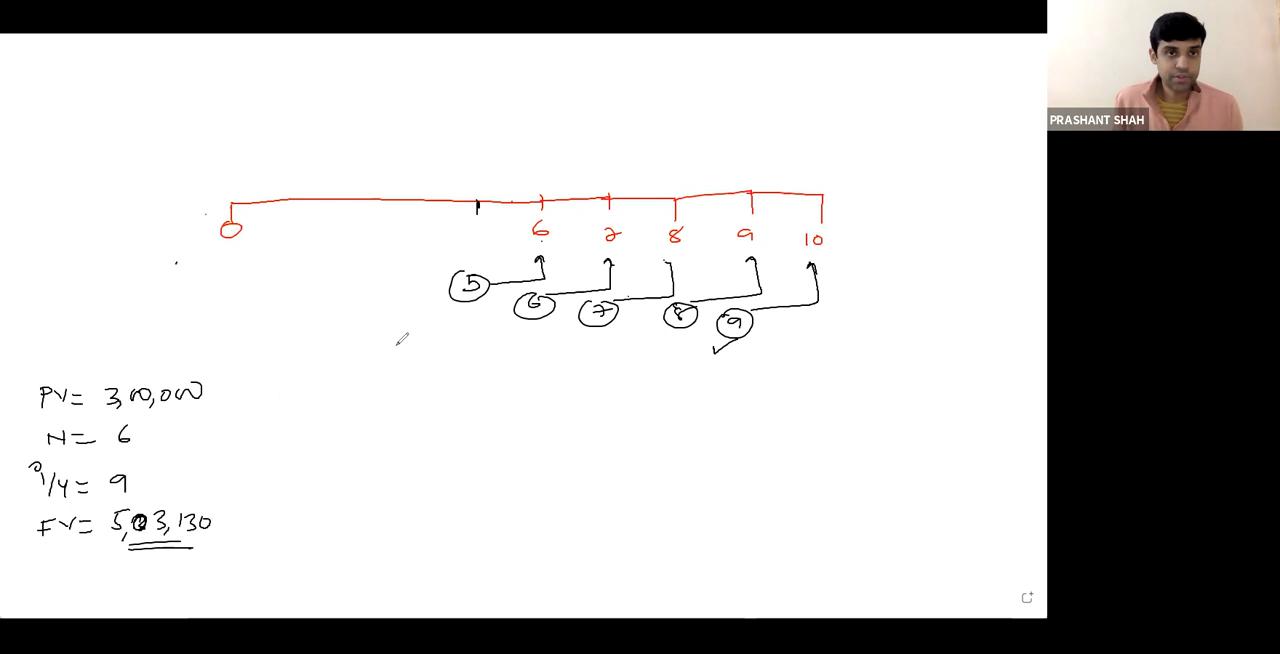 PRASHANT SHAH
0 6 7 8 9 10
5 6 7 8 9
PV = 3,00,000
N = 6
I/Y = 9
FV = 5,03,130